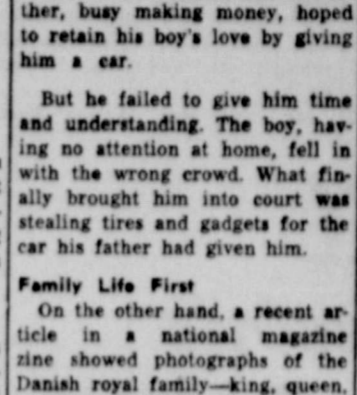 ther, busy making money, hoped
to retain his boy's love by giving
him a car.
But he failed to give him time
and understanding. The boy, hav-
ing no attention at home, fell in
with the wrong crowd. What fin-
ally brought him into court was
stealing tires and gadgets for the
car his father had given him.
Family Life First
On the other hand, a recent ar-
ticle in a national magazine
zine showed photographs of the
Danish royal family—king, queen,